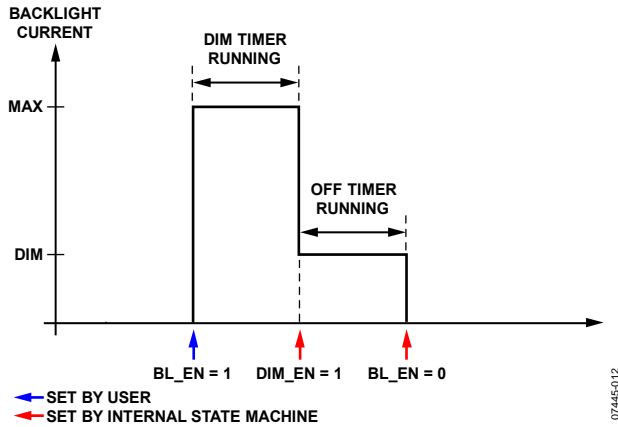 BACKLIGHT
CURRENT
DIM TIMER
RUNNING
MAX
OFF TIMER
RUNNING
DIM
BL_EN = 1 DIM_EN = 1 BL_EN = 0
SET BY USER
SET BY INTERNAL STATE MACHINE
07445-012